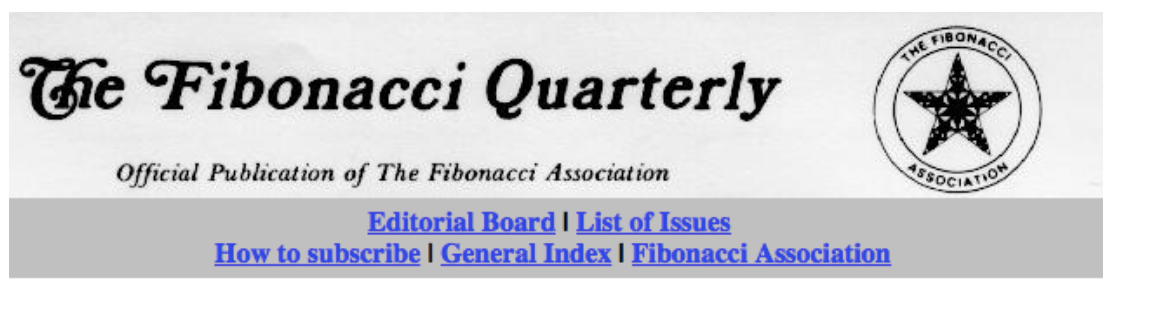 The Fibonacci Quarterly
THE FIBONACCI
ASSOCIATION
Official Publication of The Fibonacci Association
Editorial Board | List of Issues
How to subscribe | General Index | Fibonacci Association